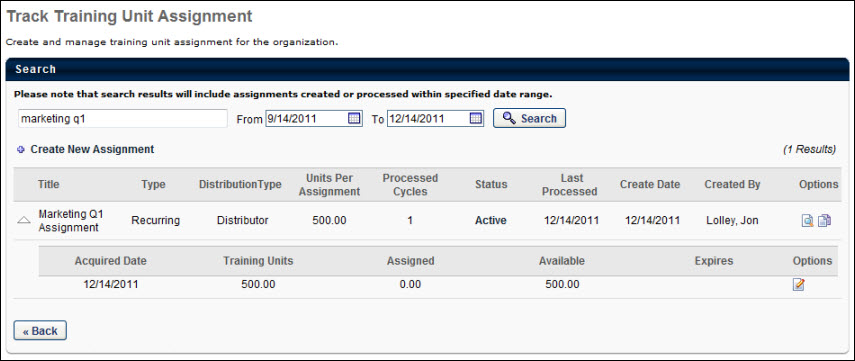 Track Training Unit Assignment
Create and manage training unit assignment for the organization.
Search
Please note that search results will include assignments created or processed within specified date range.
marketing q1 From 9/14/2011 To 12/14/2011 Search
Create New Assignment (1 Results)
Title Type DistributionType Units Per Assignment Processed Cycles Status Last Processed Create Date Created By Options
Marketing Q1 Assignment Recurring Distributor 500.00 1 Active 12/14/2011 12/14/2011 Lolley, Jon
Acquired Date Training Units Assigned Available Expires Options
12/14/2011 500.00 0.00 500.00
« Back